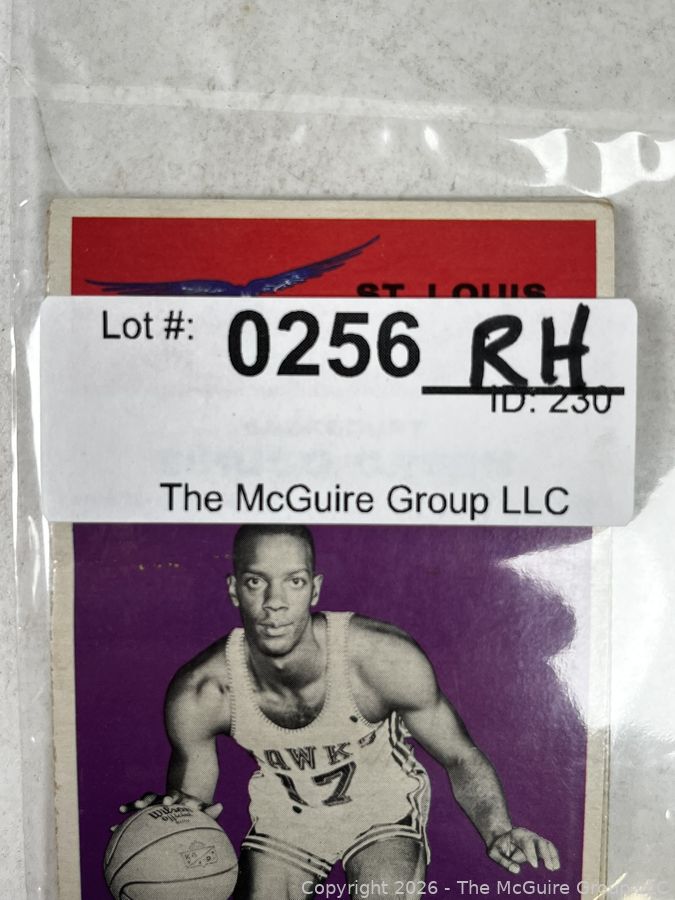 ST. LOUIS
Lot #: 0256 RH
ID: 230
The McGuire Group LLC
HAWKS
17
Copyright 2026 - The McGuire Group LLC